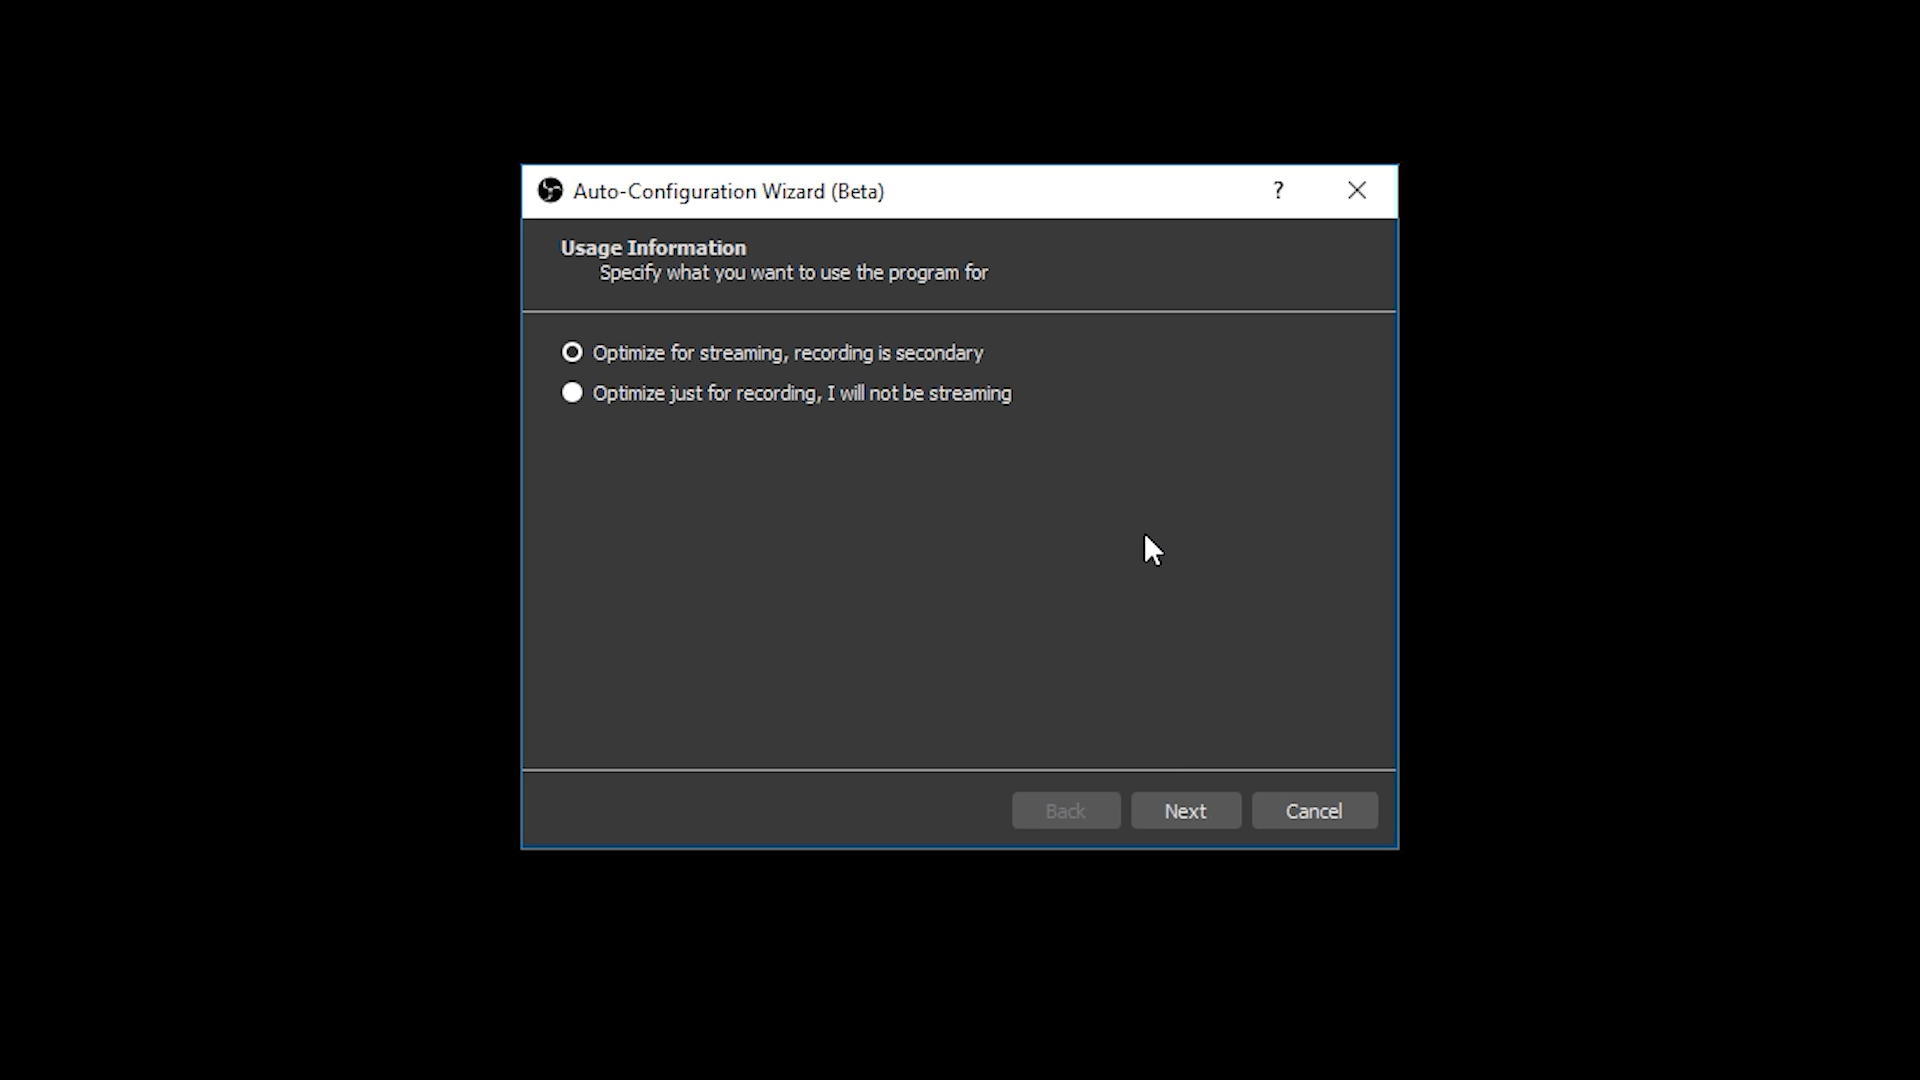 Auto-Configuration Wizard (Beta)
?
Usage Information
Specify what you want to use the program for
Optimize for streaming, recording is secondary
Optimize just for recording, I will not be streaming
Back
Next
Cancel